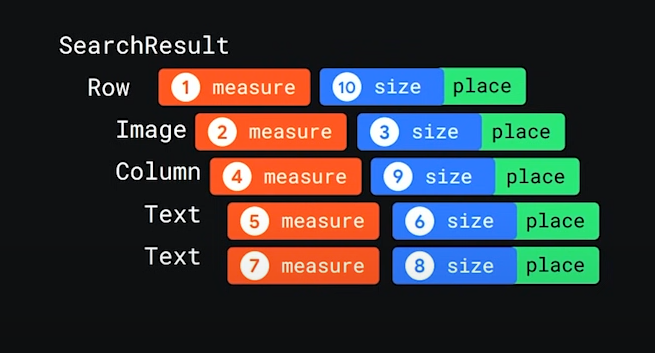 SearchResult
Row 1 measure 10 size place
Image 2 measure 3 size place
Column 4 measure 9 size place
Text 5 measure 6 size place
Text 7 measure 8 size place